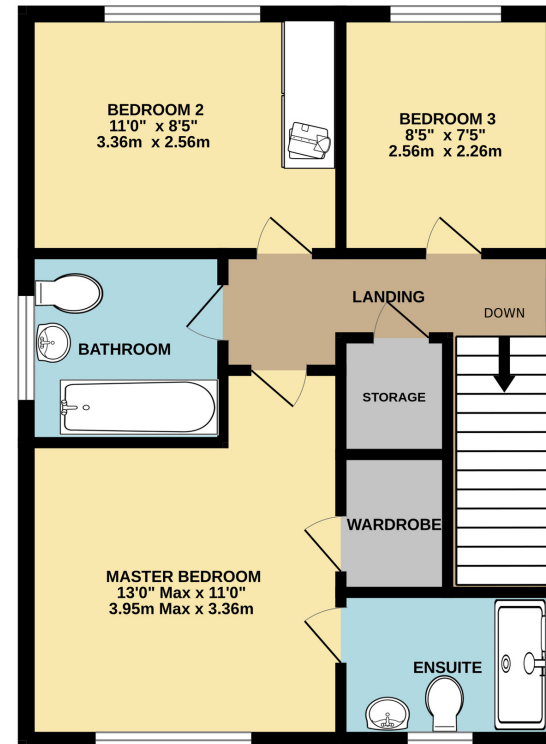 BEDROOM 2
11'0" x 8'5"
3.36m x 2.56m
BEDROOM 3
8'5" x 7'5"
2.56m x 2.26m
LANDING
DOWN
BATHROOM
STORAGE
WARDROBE
MASTER BEDROOM
13'0" Max x 11'0"
3.95m Max x 3.36m
ENSUITE